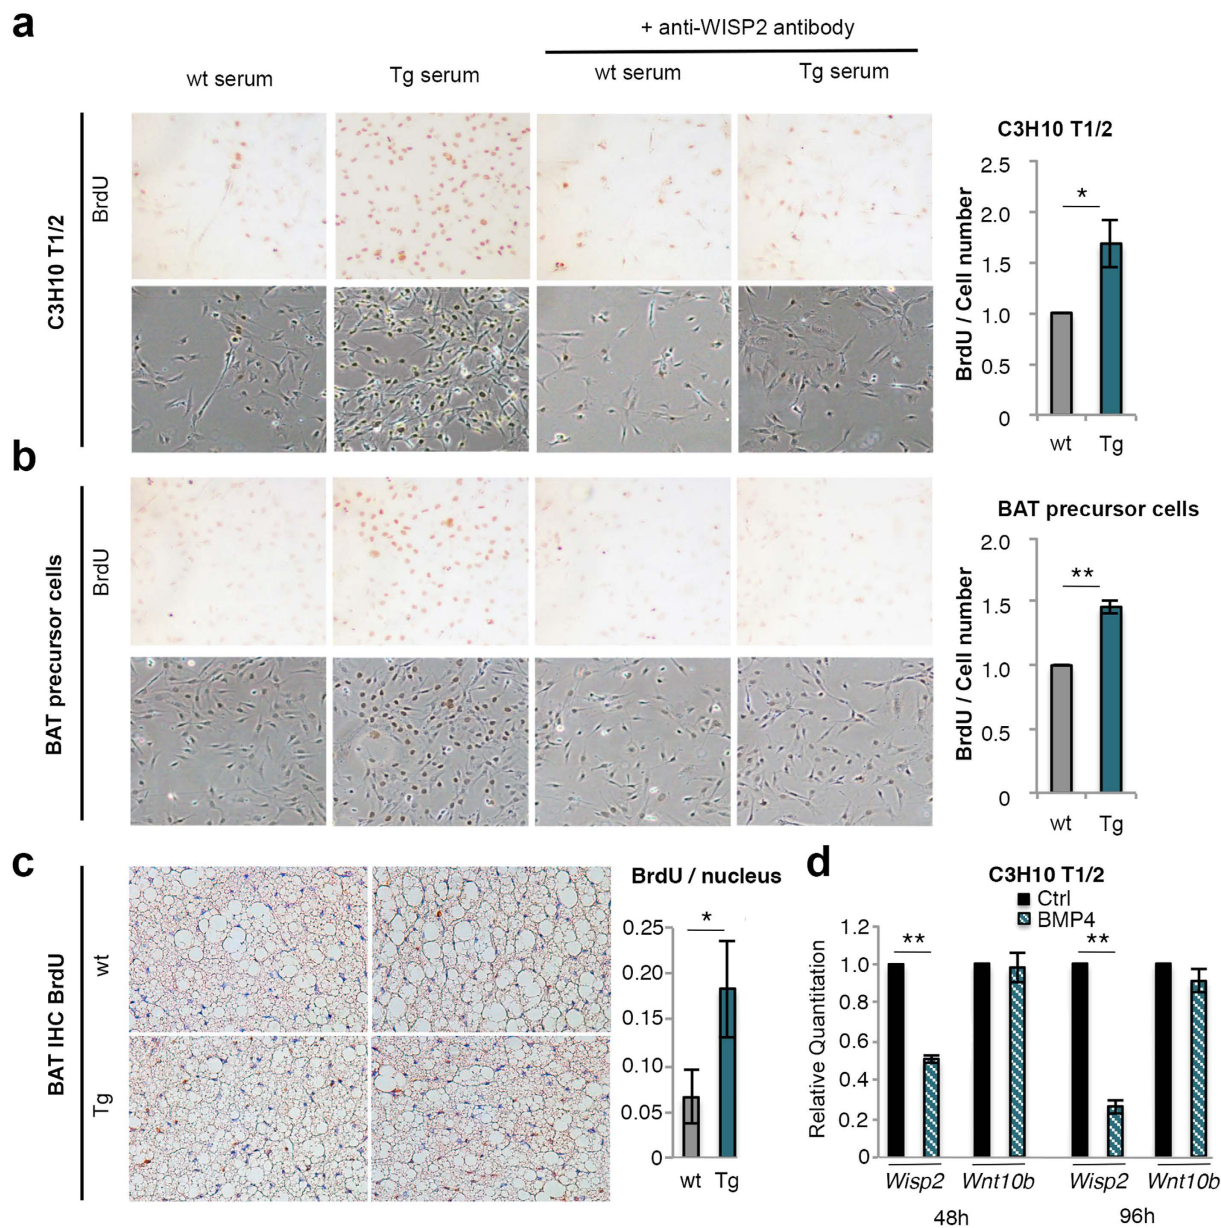 a
+ anti-WISP2 antibody
wt serum
Tg serum
wt serum
Tg serum
C3H10 T1/2
BrdU
C3H10 T1/2
BrdU / Cell number
2.5
2.0
1.5
1.0
0.5
0
*
wt
Tg
b
BAT precursor cells
BrdU
BAT precursor cells
BrdU / Cell number
2.0
1.5
1.0
0.5
0
**
wt
Tg
c
BAT IHC BrdU
wt
Tg
BrdU / nucleus
0.25
0.20
0.15
0.10
0.05
0
*
wt
Tg
d
C3H10 T1/2
Ctrl
BMP4
Relative Quantitation
1.2
1.0
0.8
0.6
0.4
0.2
0
**
**
Wisp2
Wnt10b
Wisp2
Wnt10b
48h
96h